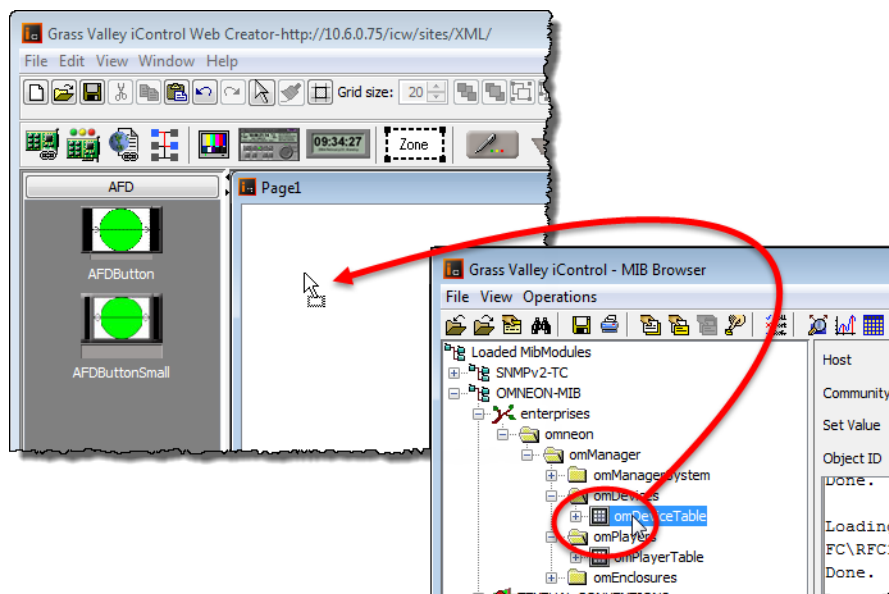 Grass Valley iControl Web Creator-http://10.6.0.75/icw/sites/XML/
File Edit View Window Help
Grid size: 20
09:34:27
Zone
AFD
Page1
AFDButton
AFDButtonSmall
Grass Valley iControl - MIB Browser
File View Operations
Loaded MibModules
SNMPv2-TC
OMNEON-MIB
enterprises
omneon
omManager
omManagerSystem
omDevices
omDeviceTable
omPlayers
omPlayerTable
omEnclosures
Host
Community
Set Value
Object ID
Done.
Loading
FC\RFC
Done.